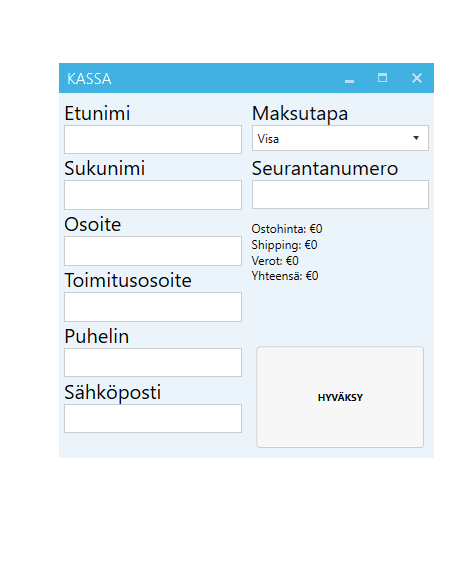 KASSA
Etunimi
Sukunimi
Osoite
Toimitusosoite
Puhelin
Sähköposti
Maksutapa
Visa
Seurantanumero
Ostohinta: €0
Shipping: €0
Verot: €0
Yhteensä: €0
HYVÄKSY